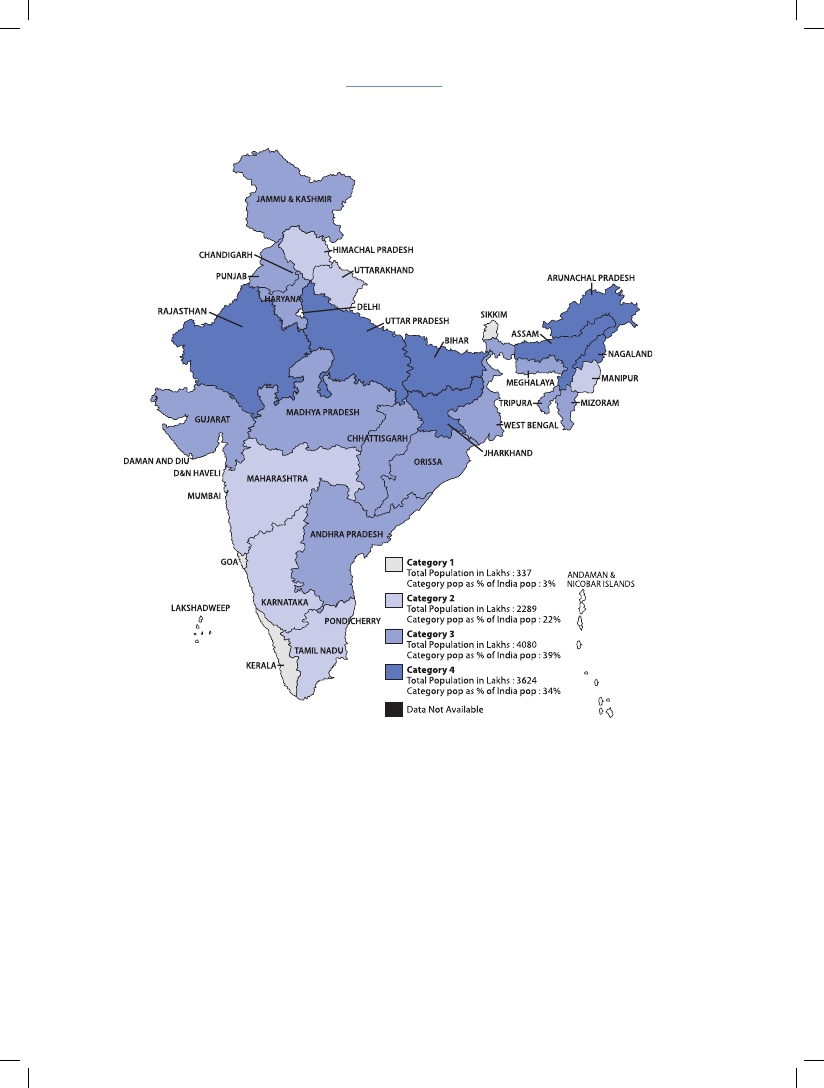 JAMMU & KASHMIR
HIMACHAL PRADESH
CHANDIGARH
UTTARAKHAND
PUNJAB
ARUNACHAL PRADESH
HARYANA
DELHI
RAJASTHAN
SIKKIM
UTTAR PRADESH
ASSAM
BIHAR
NAGALAND
MANIPUR
MEGHALAYA
TRIPURA
MIZORAM
MADHYA PRADESH
GUJARAT
WEST BENGAL
CHHATTISGARH
JHARKHAND
DAMAN AND DIU
ORISSA
D&N HAVELI
MAHARASHTRA
MUMBAI
ANDHRA PRADESH
GOA
Category 1
Total Population in Lakhs : 337
Category pop as % of India pop : 3%
ANDAMAN &
NICOBAR ISLANDS
Category 2
Total Population in Lakhs : 2289
Category pop as % of India pop : 22%
KARNATAKA
LAKSHADWEEP
PONDICHERRY
Category 3
Total Population in Lakhs : 4080
Category pop as % of India pop : 39%
TAMIL NADU
KERALA
Category 4
Total Population in Lakhs : 3624
Category pop as % of India pop : 34%
Data Not Available